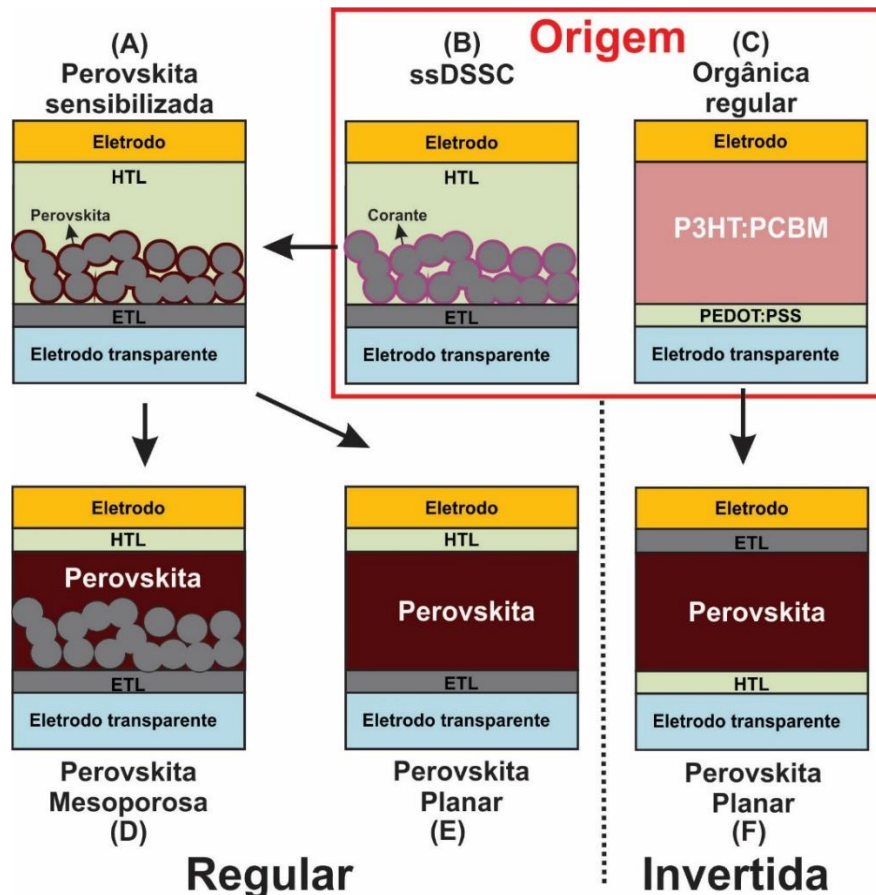 Origem
(A)
Perovskita
sensibilizada
Eletrodo
HTL
Perovskita
ETL
Eletrodo transparente
(B)
ssDSSC
Eletrodo
HTL
Corante
ETL
Eletrodo transparente
(C)
Orgânica
regular
Eletrodo
P3HT:PCBM
PEDOT:PSS
Eletrodo transparente
Eletrodo
HTL
Perovskita
ETL
Eletrodo transparente
Perovskita
Mesoporosa
(D)
Eletrodo
HTL
Perovskita
ETL
Eletrodo transparente
Perovskita
Planar
(E)
Eletrodo
ETL
Perovskita
HTL
Eletrodo transparente
Perovskita
Planar
(F)
Regular
Invertida